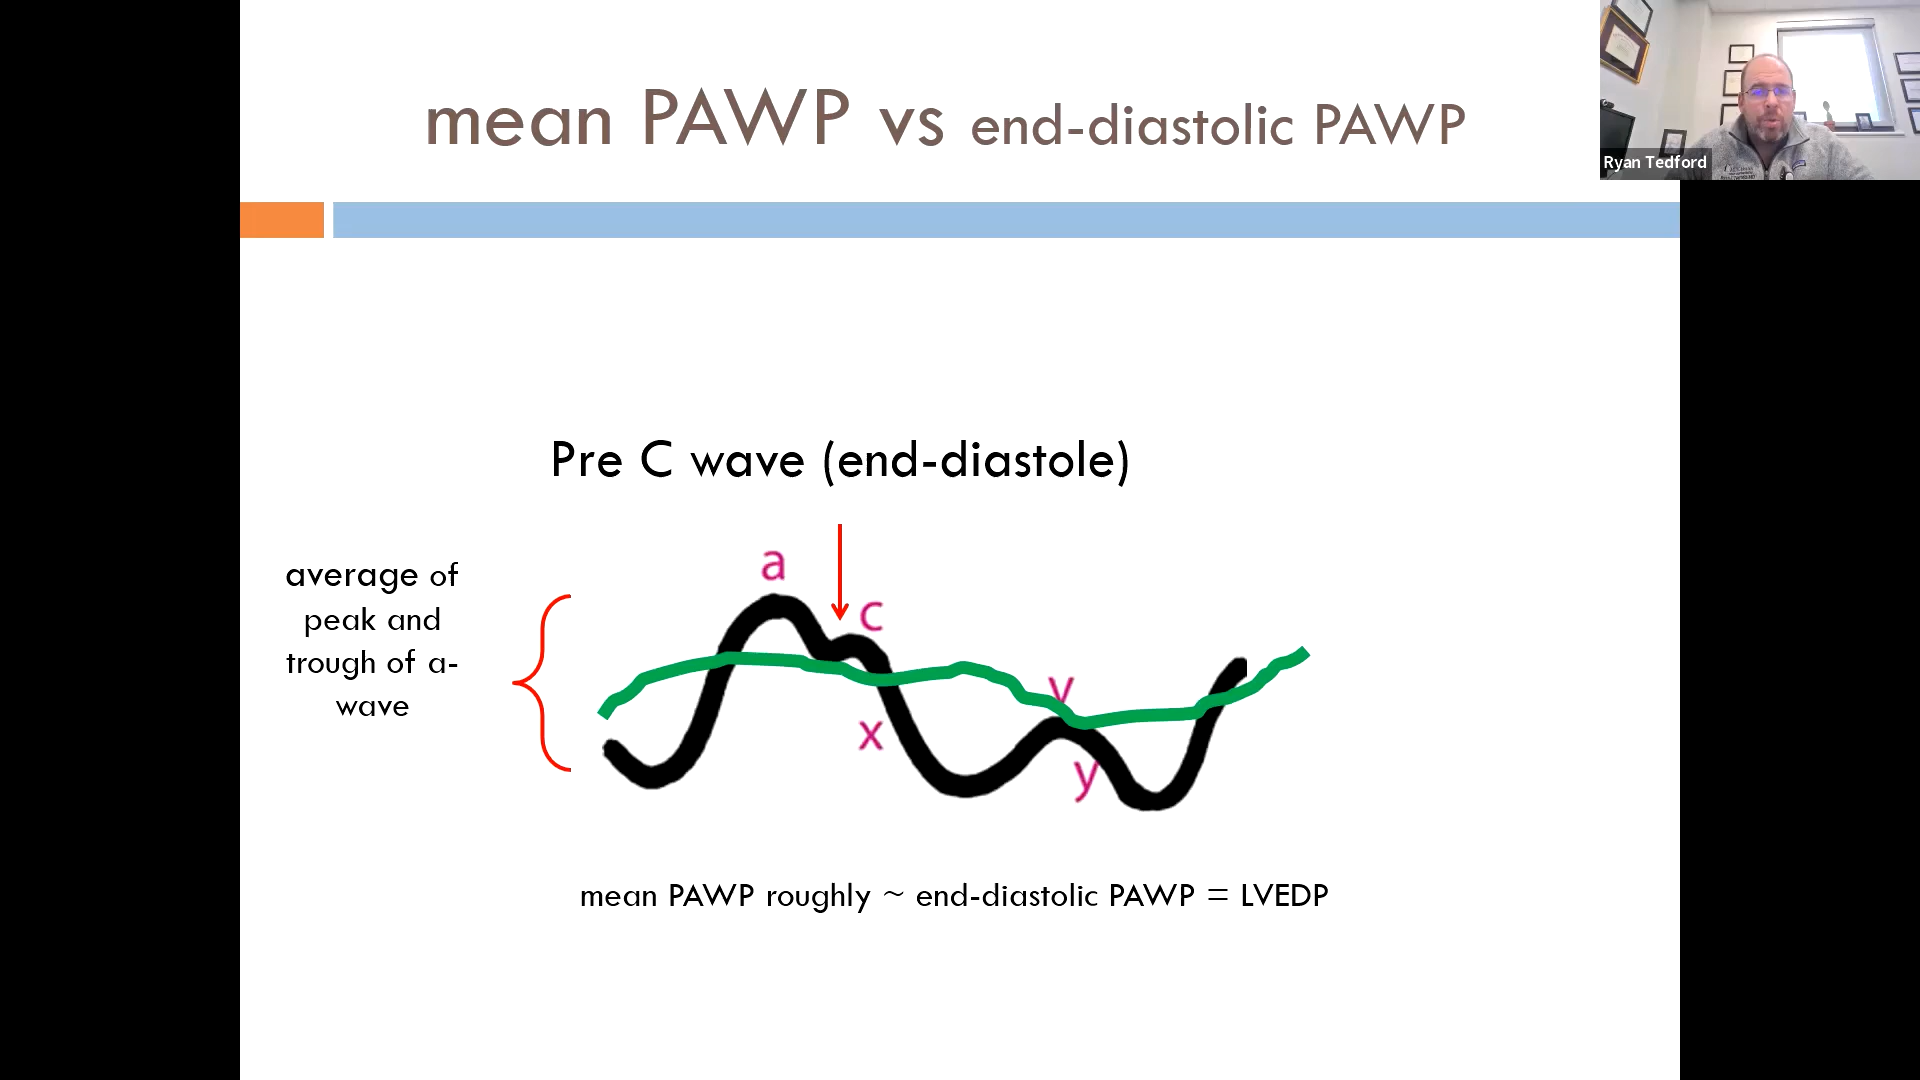 mean PAWP vs end-diastolic PAWP
Ryan Tedford
Pre C wave (end-diastole)
average of
peak and
trough of a-
wave
a
c
v
x
y
mean PAWP roughly ~ end-diastolic PAWP = LVEDP